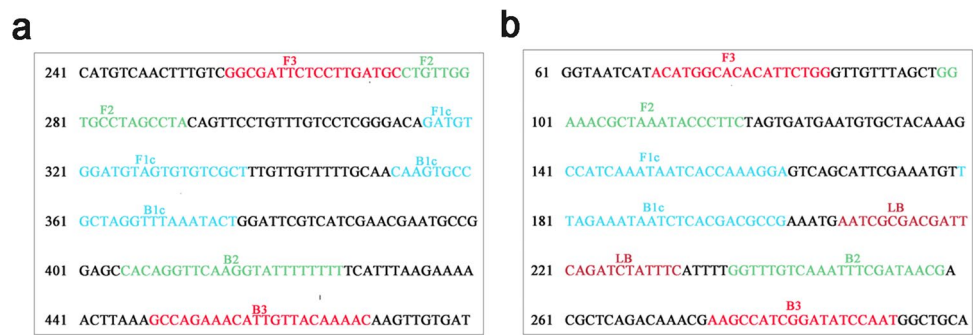 a
F3 F2
241 CATGTCAACTTTGTCGGCGATTCTCCTTGATGCCTGTTGG
F2 F1c
281 TGCCTAGCCTACAGTTCCTGTTTGTCCTCGGGACAGATGT
F1c B1c
321 GGATGTAGTGTGTCGCTTTGTTGTTTTTGCAACAAGTGCC
B1c
361 GCTAGGTTTAAATACTGGATTCGTCATCGAACGAATGCCG
B2
401 GAGCCACAGGTTCAAGGTATTTTTTTTTCATTTAAGAAAA
B3
441 ACTTAAAGCCAGAAACATTGTTACAAAACAAGTTGTGAT
b
F3
61 GGTAATCATACATGGCACACATTCTGGGTTGTTTAGCTGG
F2
101 AAACGCTAAATACCCTTCTAGTGATGAATGTGCTACAAAG
F1c
141 CCATCAAATAATCACCAAAGGAGTCAGCATTCGAAATGTT
B1c LB
181 TAGAAATAATCTCACGACGCCGAAATGAATCGCGACGATT
LB B2
221 CAGATCTATTTCATTTTGGTTTGTCAAATTTCGATAACGA
B3
261 CGCTCAGACAAACGAAGCCATCGGATATCCAATGGCTGCA